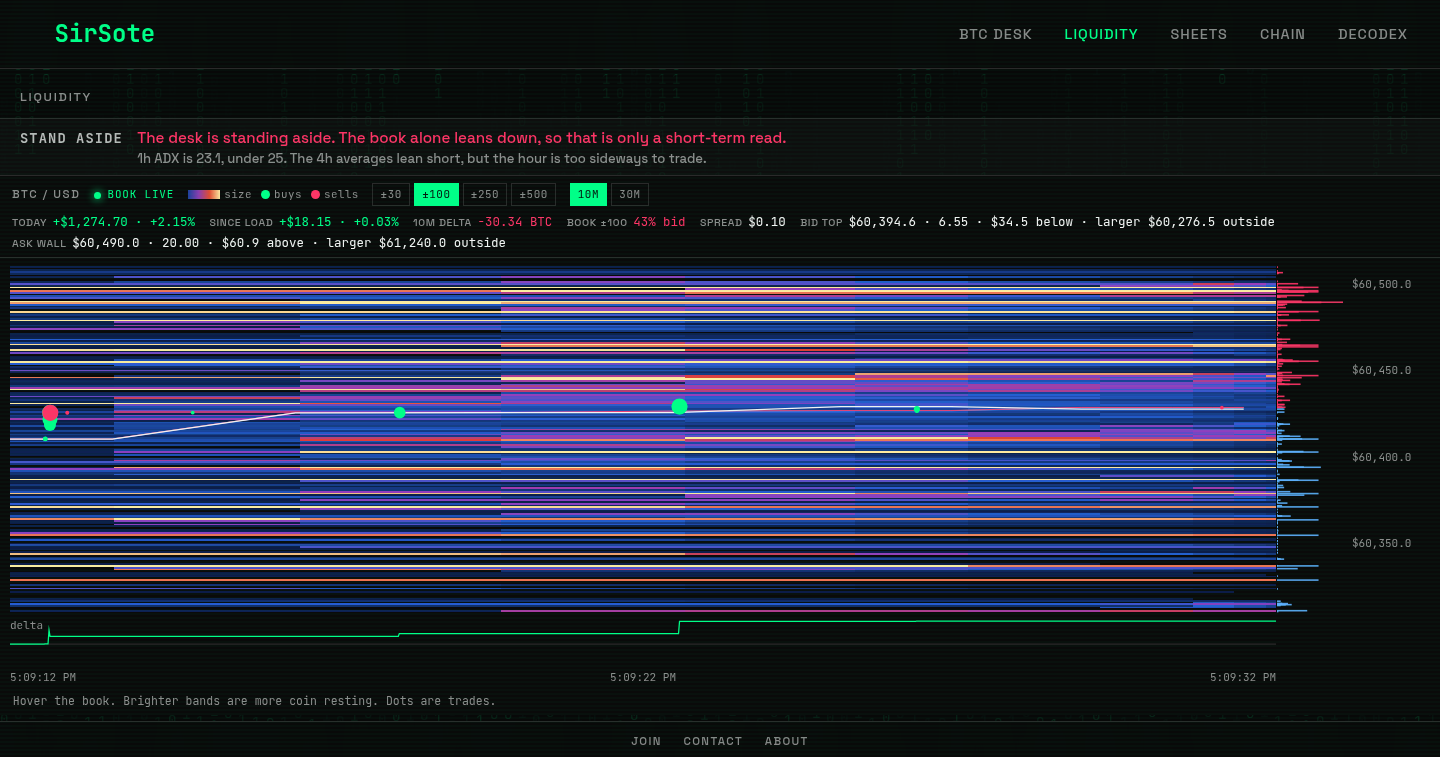 SirSote
BTC DESK LIQUIDITY SHEETS CHAIN DECODEX
LIQUIDITY
STAND ASIDE The desk is standing aside. The book alone leans down, so that is only a short-term read.
1h ADX is 23.1, under 25. The 4h averages lean short, but the hour is too sideways to trade.
BTC / USD BOOK LIVE size buys sells ±30 ±100 ±250 ±500 10M 30M
TODAY +$1,274.70 · +2.15% SINCE LOAD +$18.15 · +0.03% 10M DELTA -30.34 BTC BOOK ±100 43% bid SPREAD $0.10 BID TOP $60,394.6 · 6.55 · $34.5 below · larger $60,276.5 outside
ASK WALL $60,490.0 · 20.00 · $60.9 above · larger $61,240.0 outside
$60,500.0
$60,450.0
$60,400.0
$60,350.0
delta
5:09:12 PM 5:09:22 PM 5:09:32 PM
Hover the book. Brighter bands are more coin resting. Dots are trades.
JOIN CONTACT ABOUT